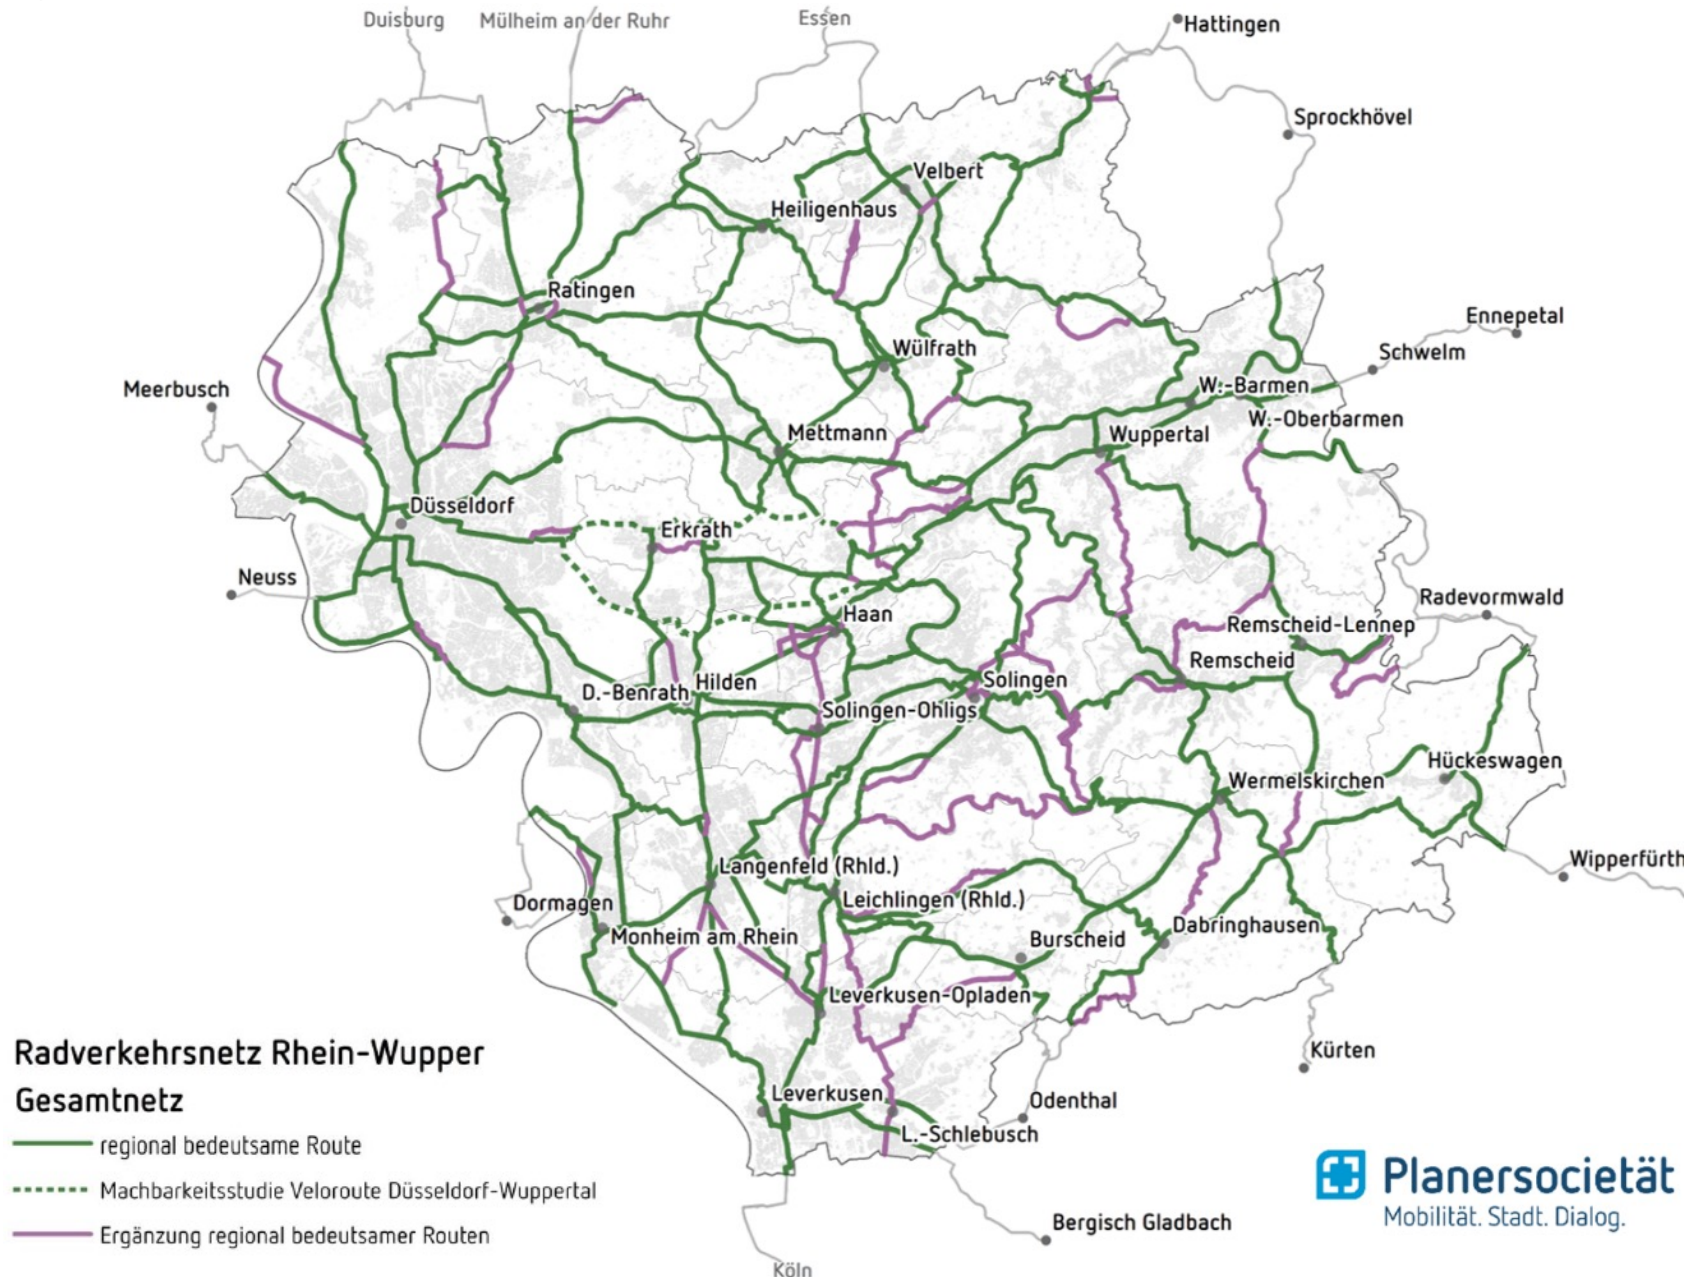 Duisburg
Mülheim an der Ruhr
Essen
Hattingen
Sprockhövel
Velbert
Heiligenhaus
Ratingen
Ennepetal
Wülfrath
Schwelm
Meerbusch
W.-Barmen
W.-Oberbarmen
Mettmann
Wuppertal
Düsseldorf
Erkrath
Neuss
Radevormwald
Haan
Remscheid-Lennep
Remscheid
Solingen
D.-Benrath
Hilden
Solingen-Ohligs
Hückeswagen
Wermelskirchen
Wipperfürth
Langenfeld (Rhld.)
Leichlingen (Rhld.)
Dormagen
Monheim am Rhein
Burscheid
Dabringhausen
Leverkusen-Opladen
Kürten
Leverkusen
Odenthal
L.-Schlebusch
Bergisch Gladbach
Köln
Radverkehrsnetz Rhein-Wupper
Gesamtnetz
regional bedeutsame Route
Machbarkeitsstudie Veloroute Düsseldorf-Wuppertal
Ergänzung regional bedeutsamer Routen
Planersocietät
Mobilität. Stadt. Dialog.